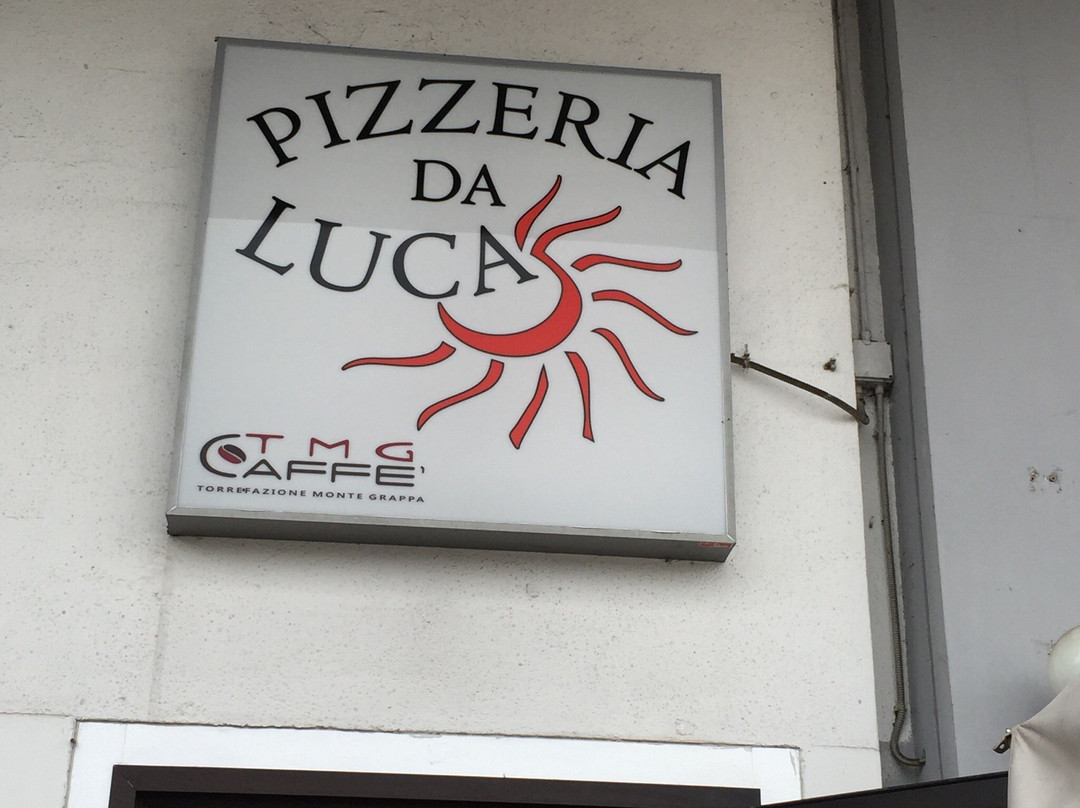 PIZZERIA
DA
LUCA
TMG
CAFFE'
TORREFAZIONE MONTE GRAPPA